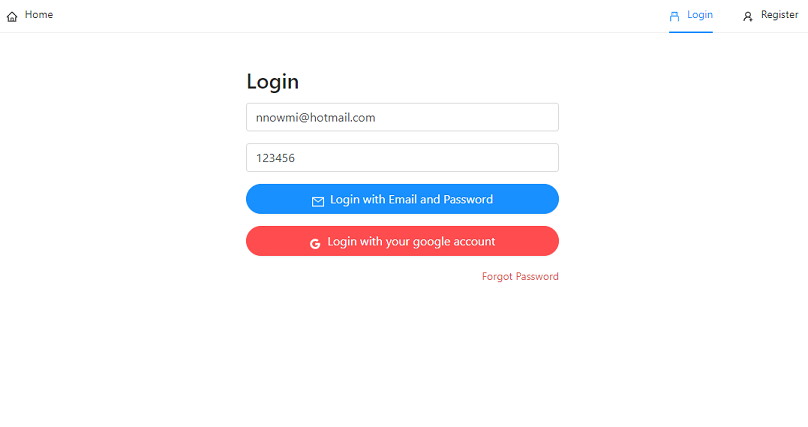 Home
Login
Register
Login
nnowmi@hotmail.com
123456
Login with Email and Password
Login with your google account
Forgot Password